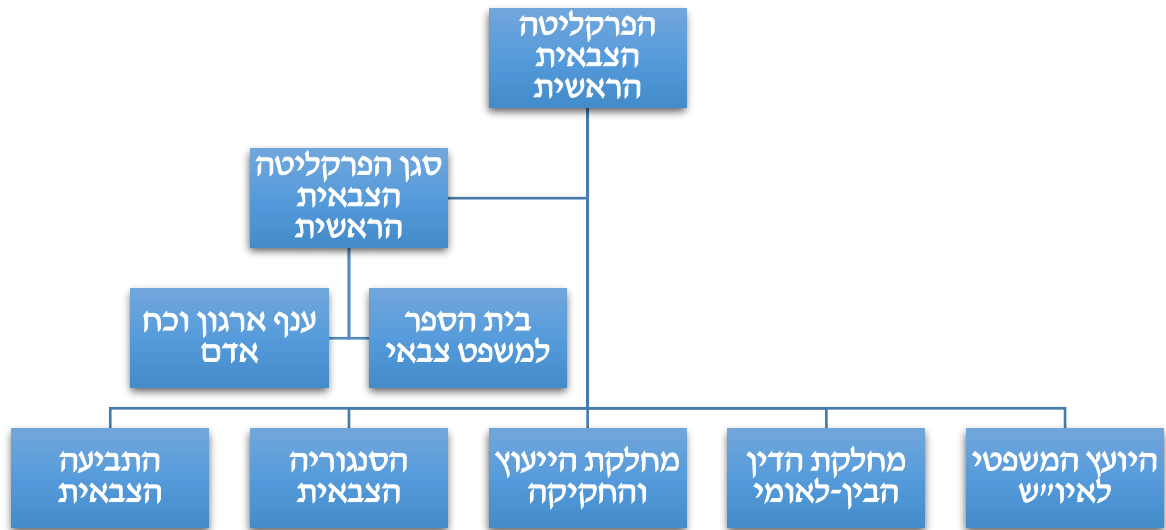 הפרקליטה
הצבאית
הראשית
סגן הפרקליטה
הצבאית
הראשית
בית הספר
למשפט צבאי
ענף ארגון וכח
אדם
היועץ המשפטי
לאיו״ש
מחלקת הדין
הבין-לאומי
מחלקת הייעוץ
והחקיקה
הסנגוריה
הצבאית
התביעה
הצבאית